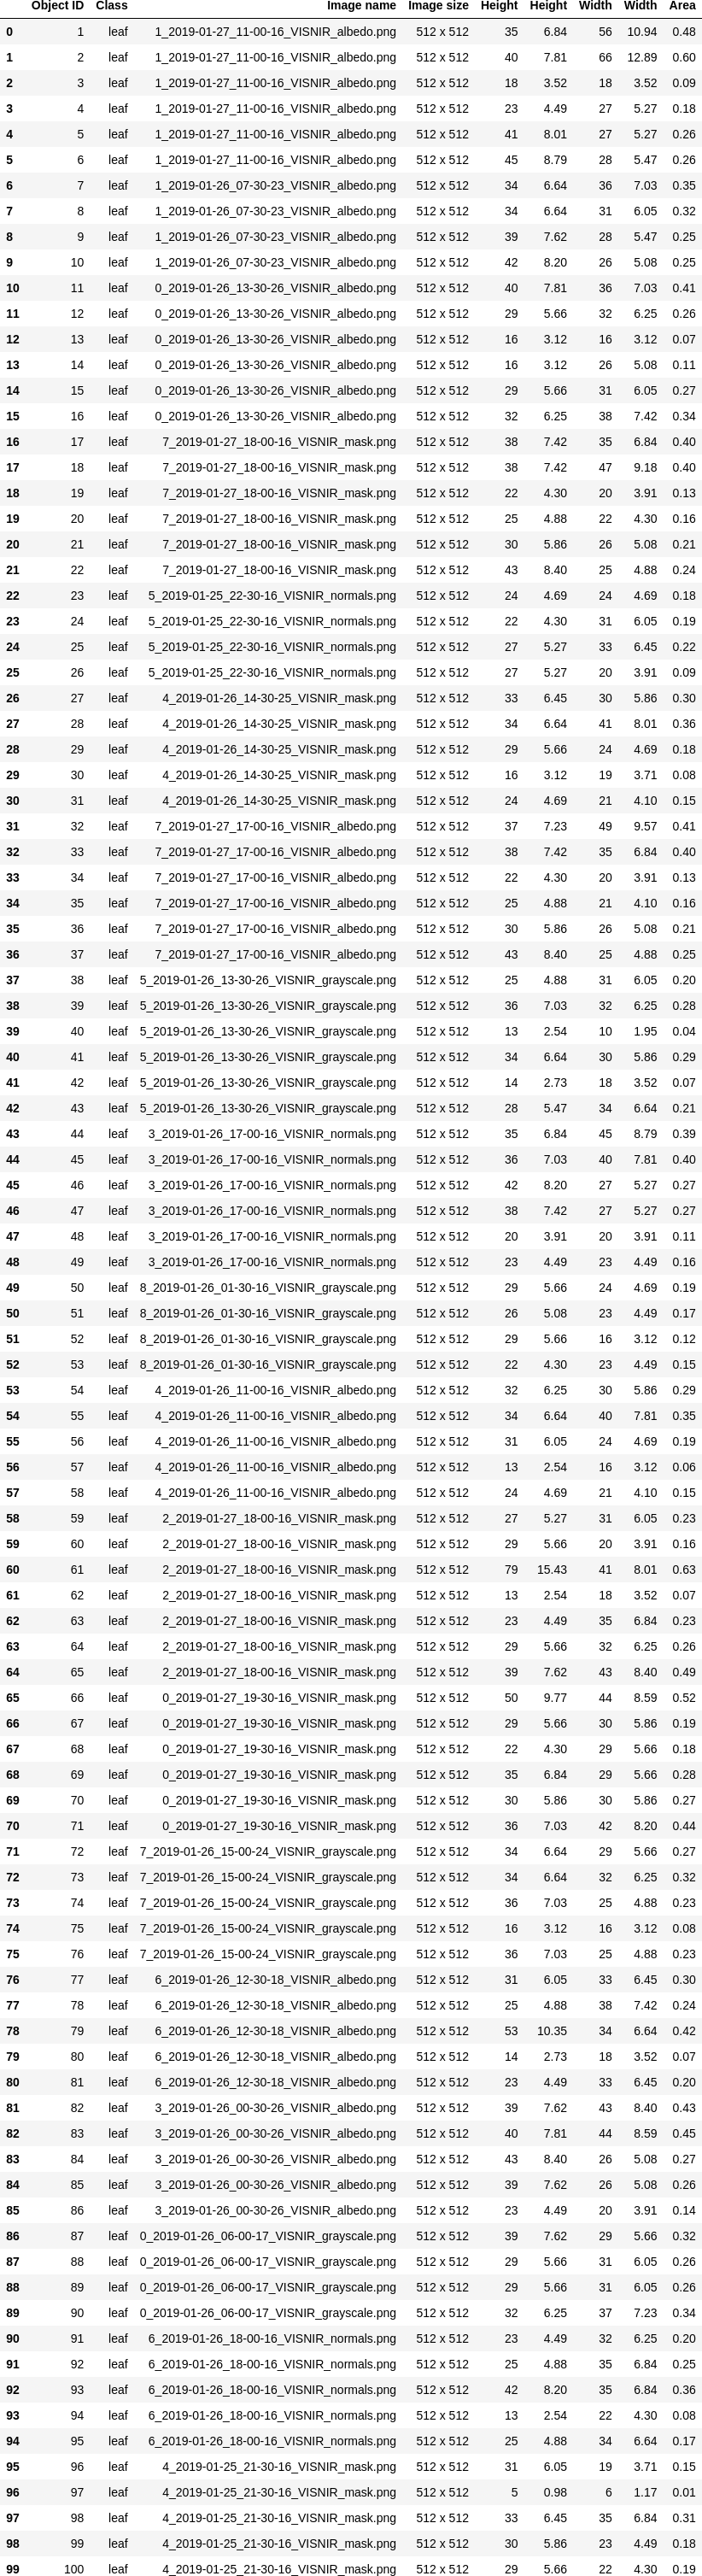 Object ID Class Image name Image size Height Height Width Width Area
0 1 leaf 1_2019-01-27_11-00-16_VISNIR_albedo.png 512 x 512 35 6.84 56 10.94 0.48
1 2 leaf 1_2019-01-27_11-00-16_VISNIR_albedo.png 512 x 512 40 7.81 66 12.89 0.60
2 3 leaf 1_2019-01-27_11-00-16_VISNIR_albedo.png 512 x 512 18 3.52 18 3.52 0.09
3 4 leaf 1_2019-01-27_11-00-16_VISNIR_albedo.png 512 x 512 23 4.49 27 5.27 0.18
4 5 leaf 1_2019-01-27_11-00-16_VISNIR_albedo.png 512 x 512 41 8.01 27 5.27 0.26
5 6 leaf 1_2019-01-27_11-00-16_VISNIR_albedo.png 512 x 512 45 8.79 28 5.47 0.26
6 7 leaf 1_2019-01-26_07-30-23_VISNIR_albedo.png 512 x 512 34 6.64 36 7.03 0.35
7 8 leaf 1_2019-01-26_07-30-23_VISNIR_albedo.png 512 x 512 34 6.64 31 6.05 0.32
8 9 leaf 1_2019-01-26_07-30-23_VISNIR_albedo.png 512 x 512 39 7.62 28 5.47 0.25
9 10 leaf 1_2019-01-26_07-30-23_VISNIR_albedo.png 512 x 512 42 8.20 26 5.08 0.25
10 11 leaf 0_2019-01-26_13-30-26_VISNIR_albedo.png 512 x 512 40 7.81 36 7.03 0.41
11 12 leaf 0_2019-01-26_13-30-26_VISNIR_albedo.png 512 x 512 29 5.66 32 6.25 0.26
12 13 leaf 0_2019-01-26_13-30-26_VISNIR_albedo.png 512 x 512 16 3.12 16 3.12 0.07
13 14 leaf 0_2019-01-26_13-30-26_VISNIR_albedo.png 512 x 512 16 3.12 26 5.08 0.11
14 15 leaf 0_2019-01-26_13-30-26_VISNIR_albedo.png 512 x 512 29 5.66 31 6.05 0.27
15 16 leaf 0_2019-01-26_13-30-26_VISNIR_albedo.png 512 x 512 32 6.25 38 7.42 0.34
16 17 leaf 7_2019-01-27_18-00-16_VISNIR_mask.png 512 x 512 38 7.42 35 6.84 0.40
17 18 leaf 7_2019-01-27_18-00-16_VISNIR_mask.png 512 x 512 38 7.42 47 9.18 0.40
18 19 leaf 7_2019-01-27_18-00-16_VISNIR_mask.png 512 x 512 22 4.30 20 3.91 0.13
19 20 leaf 7_2019-01-27_18-00-16_VISNIR_mask.png 512 x 512 25 4.88 22 4.30 0.16
20 21 leaf 7_2019-01-27_18-00-16_VISNIR_mask.png 512 x 512 30 5.86 26 5.08 0.21
21 22 leaf 7_2019-01-27_18-00-16_VISNIR_mask.png 512 x 512 43 8.40 25 4.88 0.24
22 23 leaf 5_2019-01-25_22-30-16_VISNIR_normals.png 512 x 512 24 4.69 24 4.69 0.18
23 24 leaf 5_2019-01-25_22-30-16_VISNIR_normals.png 512 x 512 22 4.30 31 6.05 0.19
24 25 leaf 5_2019-01-25_22-30-16_VISNIR_normals.png 512 x 512 27 5.27 33 6.45 0.22
25 26 leaf 5_2019-01-25_22-30-16_VISNIR_normals.png 512 x 512 27 5.27 20 3.91 0.09
26 27 leaf 4_2019-01-26_14-30-25_VISNIR_mask.png 512 x 512 33 6.45 30 5.86 0.30
27 28 leaf 4_2019-01-26_14-30-25_VISNIR_mask.png 512 x 512 34 6.64 41 8.01 0.36
28 29 leaf 4_2019-01-26_14-30-25_VISNIR_mask.png 512 x 512 29 5.66 24 4.69 0.18
29 30 leaf 4_2019-01-26_14-30-25_VISNIR_mask.png 512 x 512 16 3.12 19 3.71 0.08
30 31 leaf 4_2019-01-26_14-30-25_VISNIR_mask.png 512 x 512 24 4.69 21 4.10 0.15
31 32 leaf 7_2019-01-27_17-00-16_VISNIR_albedo.png 512 x 512 37 7.23 49 9.57 0.41
32 33 leaf 7_2019-01-27_17-00-16_VISNIR_albedo.png 512 x 512 38 7.42 35 6.84 0.40
33 34 leaf 7_2019-01-27_17-00-16_VISNIR_albedo.png 512 x 512 22 4.30 20 3.91 0.13
34 35 leaf 7_2019-01-27_17-00-16_VISNIR_albedo.png 512 x 512 25 4.88 21 4.10 0.16
35 36 leaf 7_2019-01-27_17-00-16_VISNIR_albedo.png 512 x 512 30 5.86 26 5.08 0.21
36 37 leaf 7_2019-01-27_17-00-16_VISNIR_albedo.png 512 x 512 43 8.40 25 4.88 0.25
37 38 leaf 5_2019-01-26_13-30-26_VISNIR_grayscale.png 512 x 512 25 4.88 31 6.05 0.20
38 39 leaf 5_2019-01-26_13-30-26_VISNIR_grayscale.png 512 x 512 36 7.03 32 6.25 0.28
39 40 leaf 5_2019-01-26_13-30-26_VISNIR_grayscale.png 512 x 512 13 2.54 10 1.95 0.04
40 41 leaf 5_2019-01-26_13-30-26_VISNIR_grayscale.png 512 x 512 34 6.64 30 5.86 0.29
41 42 leaf 5_2019-01-26_13-30-26_VISNIR_grayscale.png 512 x 512 14 2.73 18 3.52 0.07
42 43 leaf 5_2019-01-26_13-30-26_VISNIR_grayscale.png 512 x 512 28 5.47 34 6.64 0.21
43 44 leaf 3_2019-01-26_17-00-16_VISNIR_normals.png 512 x 512 35 6.84 45 8.79 0.39
44 45 leaf 3_2019-01-26_17-00-16_VISNIR_normals.png 512 x 512 36 7.03 40 7.81 0.40
45 46 leaf 3_2019-01-26_17-00-16_VISNIR_normals.png 512 x 512 42 8.20 27 5.27 0.27
46 47 leaf 3_2019-01-26_17-00-16_VISNIR_normals.png 512 x 512 38 7.42 27 5.27 0.27
47 48 leaf 3_2019-01-26_17-00-16_VISNIR_normals.png 512 x 512 20 3.91 20 3.91 0.11
48 49 leaf 3_2019-01-26_17-00-16_VISNIR_normals.png 512 x 512 23 4.49 23 4.49 0.16
49 50 leaf 8_2019-01-26_01-30-16_VISNIR_grayscale.png 512 x 512 29 5.66 24 4.69 0.19
50 51 leaf 8_2019-01-26_01-30-16_VISNIR_grayscale.png 512 x 512 26 5.08 23 4.49 0.17
51 52 leaf 8_2019-01-26_01-30-16_VISNIR_grayscale.png 512 x 512 29 5.66 16 3.12 0.12
52 53 leaf 8_2019-01-26_01-30-16_VISNIR_grayscale.png 512 x 512 22 4.30 23 4.49 0.15
53 54 leaf 4_2019-01-26_11-00-16_VISNIR_albedo.png 512 x 512 32 6.25 30 5.86 0.29
54 55 leaf 4_2019-01-26_11-00-16_VISNIR_albedo.png 512 x 512 34 6.64 40 7.81 0.35
55 56 leaf 4_2019-01-26_11-00-16_VISNIR_albedo.png 512 x 512 31 6.05 24 4.69 0.19
56 57 leaf 4_2019-01-26_11-00-16_VISNIR_albedo.png 512 x 512 13 2.54 16 3.12 0.06
57 58 leaf 4_2019-01-26_11-00-16_VISNIR_albedo.png 512 x 512 24 4.69 21 4.10 0.15
58 59 leaf 2_2019-01-27_18-00-16_VISNIR_mask.png 512 x 512 27 5.27 31 6.05 0.23
59 60 leaf 2_2019-01-27_18-00-16_VISNIR_mask.png 512 x 512 29 5.66 20 3.91 0.16
60 61 leaf 2_2019-01-27_18-00-16_VISNIR_mask.png 512 x 512 79 15.43 41 8.01 0.63
61 62 leaf 2_2019-01-27_18-00-16_VISNIR_mask.png 512 x 512 13 2.54 18 3.52 0.07
62 63 leaf 2_2019-01-27_18-00-16_VISNIR_mask.png 512 x 512 23 4.49 35 6.84 0.23
63 64 leaf 2_2019-01-27_18-00-16_VISNIR_mask.png 512 x 512 29 5.66 32 6.25 0.26
64 65 leaf 2_2019-01-27_18-00-16_VISNIR_mask.png 512 x 512 39 7.62 43 8.40 0.49
65 66 leaf 0_2019-01-27_19-30-16_VISNIR_mask.png 512 x 512 50 9.77 44 8.59 0.52
66 67 leaf 0_2019-01-27_19-30-16_VISNIR_mask.png 512 x 512 29 5.66 30 5.86 0.19
67 68 leaf 0_2019-01-27_19-30-16_VISNIR_mask.png 512 x 512 22 4.30 29 5.66 0.18
68 69 leaf 0_2019-01-27_19-30-16_VISNIR_mask.png 512 x 512 35 6.84 29 5.66 0.28
69 70 leaf 0_2019-01-27_19-30-16_VISNIR_mask.png 512 x 512 30 5.86 30 5.86 0.27
70 71 leaf 0_2019-01-27_19-30-16_VISNIR_mask.png 512 x 512 36 7.03 42 8.20 0.44
71 72 leaf 7_2019-01-26_15-00-24_VISNIR_grayscale.png 512 x 512 34 6.64 29 5.66 0.27
72 73 leaf 7_2019-01-26_15-00-24_VISNIR_grayscale.png 512 x 512 34 6.64 32 6.25 0.32
73 74 leaf 7_2019-01-26_15-00-24_VISNIR_grayscale.png 512 x 512 36 7.03 25 4.88 0.23
74 75 leaf 7_2019-01-26_15-00-24_VISNIR_grayscale.png 512 x 512 16 3.12 16 3.12 0.08
75 76 leaf 7_2019-01-26_15-00-24_VISNIR_grayscale.png 512 x 512 36 7.03 25 4.88 0.23
76 77 leaf 6_2019-01-26_12-30-18_VISNIR_albedo.png 512 x 512 31 6.05 33 6.45 0.30
77 78 leaf 6_2019-01-26_12-30-18_VISNIR_albedo.png 512 x 512 25 4.88 38 7.42 0.24
78 79 leaf 6_2019-01-26_12-30-18_VISNIR_albedo.png 512 x 512 53 10.35 34 6.64 0.42
79 80 leaf 6_2019-01-26_12-30-18_VISNIR_albedo.png 512 x 512 14 2.73 18 3.52 0.07
80 81 leaf 6_2019-01-26_12-30-18_VISNIR_albedo.png 512 x 512 23 4.49 33 6.45 0.20
81 82 leaf 3_2019-01-26_00-30-26_VISNIR_albedo.png 512 x 512 39 7.62 43 8.40 0.43
82 83 leaf 3_2019-01-26_00-30-26_VISNIR_albedo.png 512 x 512 40 7.81 44 8.59 0.45
83 84 leaf 3_2019-01-26_00-30-26_VISNIR_albedo.png 512 x 512 43 8.40 26 5.08 0.27
84 85 leaf 3_2019-01-26_00-30-26_VISNIR_albedo.png 512 x 512 39 7.62 26 5.08 0.26
85 86 leaf 3_2019-01-26_00-30-26_VISNIR_albedo.png 512 x 512 23 4.49 20 3.91 0.14
86 87 leaf 0_2019-01-26_06-00-17_VISNIR_grayscale.png 512 x 512 39 7.62 29 5.66 0.32
87 88 leaf 0_2019-01-26_06-00-17_VISNIR_grayscale.png 512 x 512 29 5.66 31 6.05 0.26
88 89 leaf 0_2019-01-26_06-00-17_VISNIR_grayscale.png 512 x 512 29 5.66 31 6.05 0.26
89 90 leaf 0_2019-01-26_06-00-17_VISNIR_grayscale.png 512 x 512 32 6.25 37 7.23 0.34
90 91 leaf 6_2019-01-26_18-00-16_VISNIR_normals.png 512 x 512 23 4.49 32 6.25 0.20
91 92 leaf 6_2019-01-26_18-00-16_VISNIR_normals.png 512 x 512 25 4.88 35 6.84 0.25
92 93 leaf 6_2019-01-26_18-00-16_VISNIR_normals.png 512 x 512 42 8.20 35 6.84 0.36
93 94 leaf 6_2019-01-26_18-00-16_VISNIR_normals.png 512 x 512 13 2.54 22 4.30 0.08
94 95 leaf 6_2019-01-26_18-00-16_VISNIR_normals.png 512 x 512 25 4.88 34 6.64 0.17
95 96 leaf 4_2019-01-25_21-30-16_VISNIR_mask.png 512 x 512 31 6.05 19 3.71 0.15
96 97 leaf 4_2019-01-25_21-30-16_VISNIR_mask.png 512 x 512 5 0.98 6 1.17 0.01
97 98 leaf 4_2019-01-25_21-30-16_VISNIR_mask.png 512 x 512 33 6.45 35 6.84 0.31
98 99 leaf 4_2019-01-25_21-30-16_VISNIR_mask.png 512 x 512 30 5.86 23 4.49 0.18
99 100 leaf 4_2019-01-25_21-30-16_VISNIR_mask.png 512 x 512 29 5.66 22 4.30 0.19